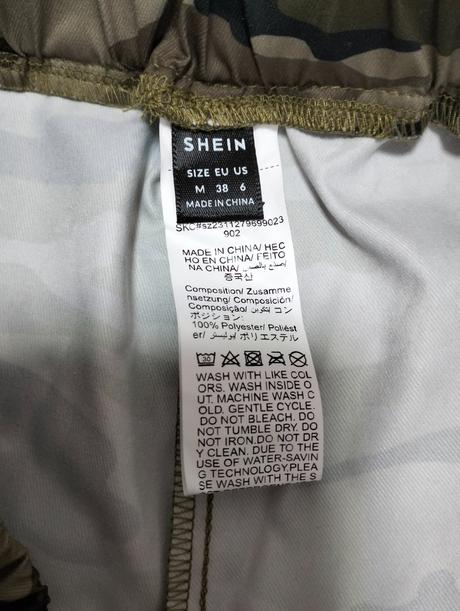 SHEIN
SIZE EU US
M 38 6
MADE IN CHINA
SKC#sz2311279699023
902
MADE IN CHINA/ HEC
HO EN CHINA/ FEITO
NA CHINA/ صنع بالصين/
중국산
Composition/ Zusamme
nsetzung/ Composición/
Composição/ تكوين/ コン
ポジション:
100% Polyester/ Poliést
er/ بوليستر/ ポリエステル
30
WASH WITH LIKE COL
ORS. WASH INSIDE O
UT. MACHINE WASH C
OLD. GENTLE CYCLE.
DO NOT BLEACH. DO
NOT TUMBLE DRY. DO
NOT IRON.DO NOT DR
Y CLEAN. DUE TO THE
USE OF WATER-SAVIN
G TECHNOLOGY.PLEA
SE WASH WITH THE S